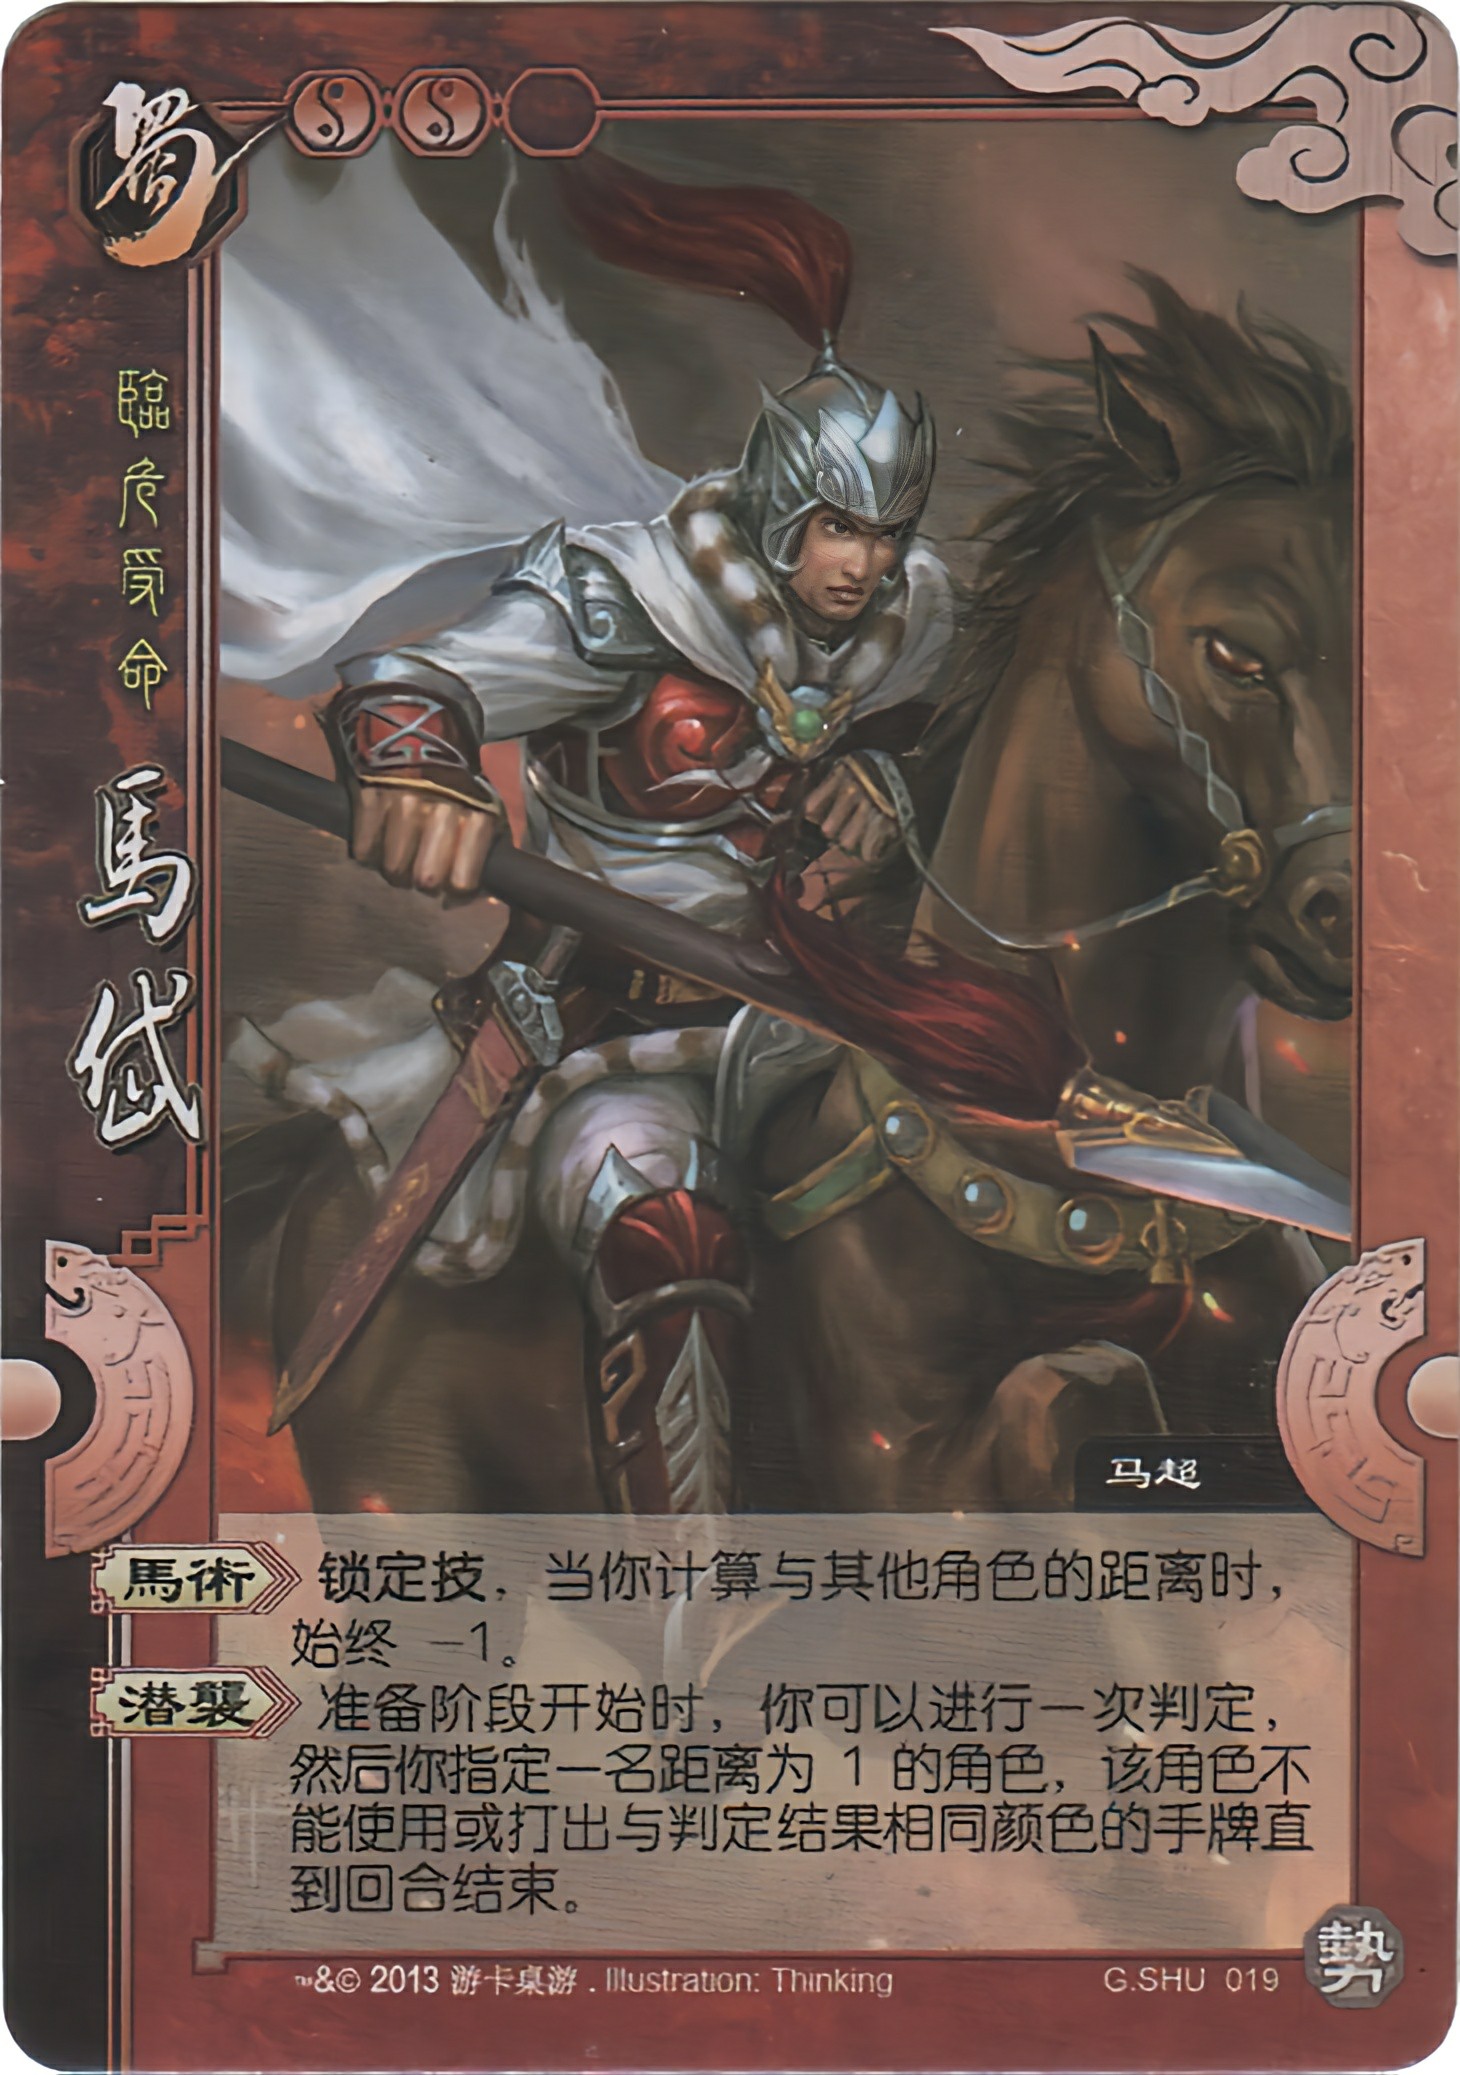 蜀
臨危受命
馬岱
马超
馬術 锁定技，当你计算与其他角色的距离时，
始终 -1。
潜襲 准备阶段开始时，你可以进行一次判定，
然后你指定一名距离为 1 的角色，该角色不
能使用或打出与判定结果相同颜色的手牌直
到回合结束。
™&© 2013 游卡桌游 . Illustration: Thinking
G.SHU 019
勢